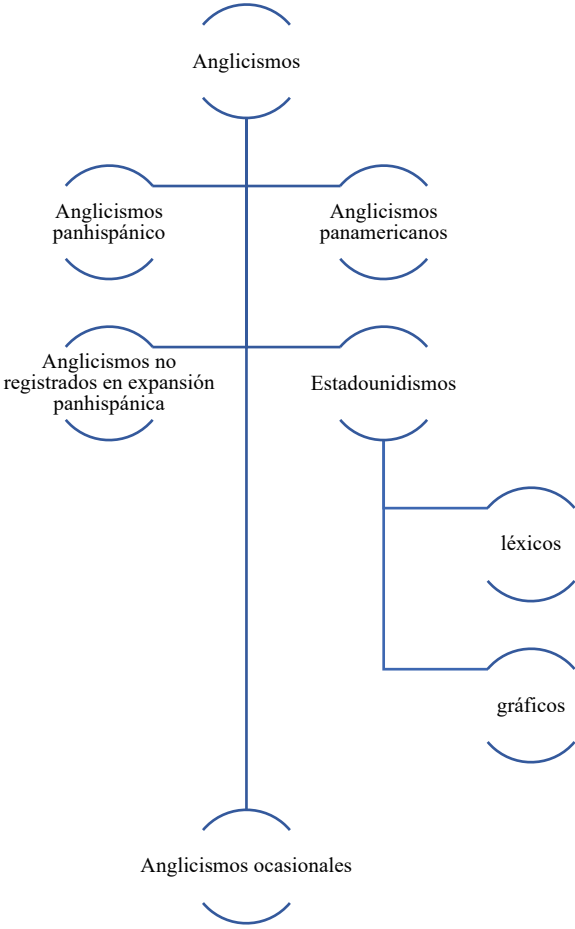 Anglicismos
Anglicismos
panhispánico
Anglicismos
panamericanos
Anglicismos no
registrados en expansión
panhispánica
Estadounidismos
léxicos
gráficos
Anglicismos ocasionales